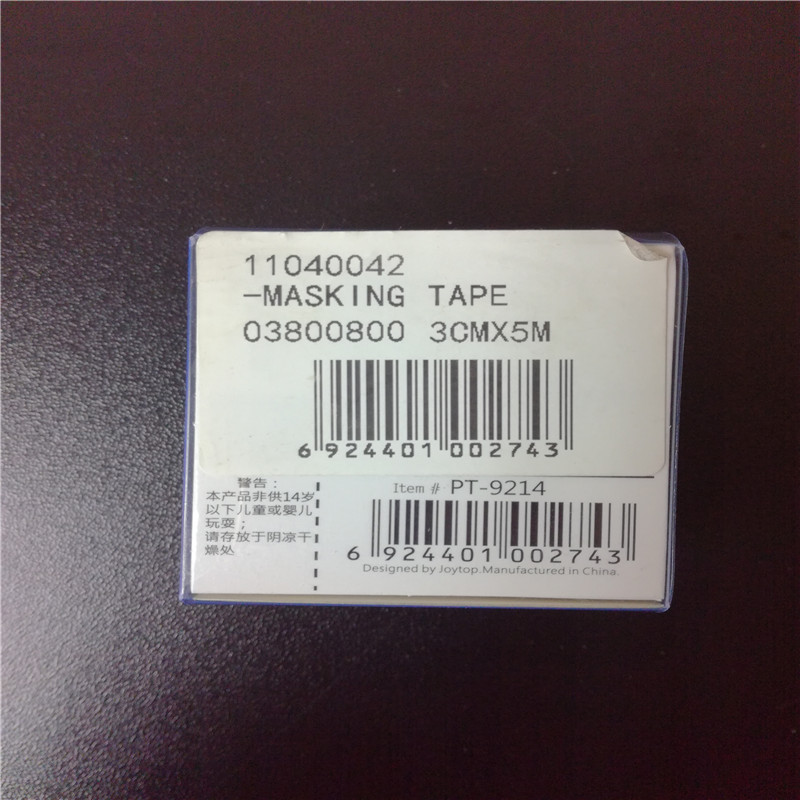 11040042
-MASKING TAPE
03800800 3CMX5M
6 924401 002743
警告：
本产品非供14岁
以下儿童或婴儿
玩耍；
请存放于阴凉干
燥处
Item # PT-9214
6 924401 002743
Designed by Joytop.Manufactured in China.